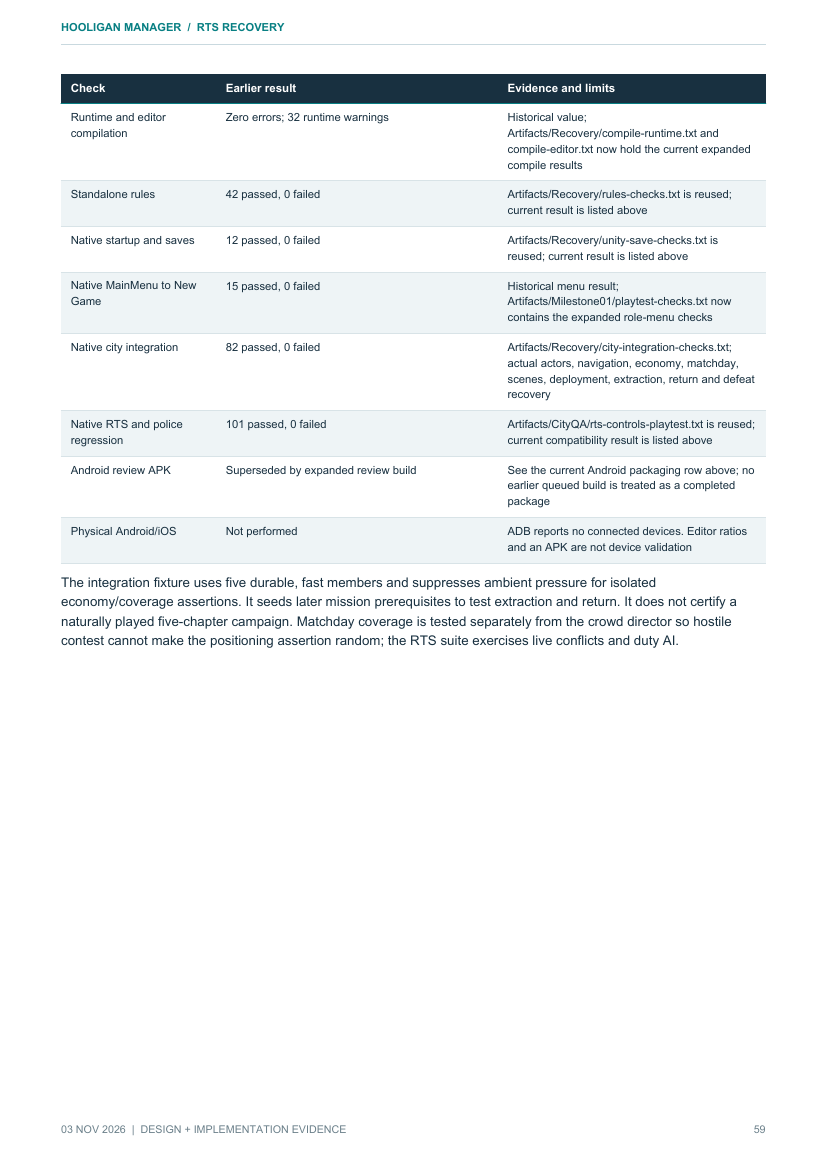 HOOLIGAN MANAGER / RTS RECOVERY
Check Earlier result Evidence and limits
Runtime and editor compilation
Zero errors; 32 runtime warnings
Historical value;
Artifacts/Recovery/compile-runtime.txt and
compile-editor.txt now hold the current expanded
compile results
Standalone rules
42 passed, 0 failed
Artifacts/Recovery/rules-checks.txt is reused;
current result is listed above
Native startup and saves
12 passed, 0 failed
Artifacts/Recovery/unity-save-checks.txt is
reused; current result is listed above
Native MainMenu to New
Game
15 passed, 0 failed
Historical menu result;
Artifacts/Milestone01/playtest-checks.txt now
contains the expanded role-menu checks
Native city integration
82 passed, 0 failed
Artifacts/Recovery/city-integration-checks.txt;
actual actors, navigation, economy, matchday,
scenes, deployment, extraction, return and defeat
recovery
Native RTS and police
regression
101 passed, 0 failed
Artifacts/CityQA/rts-controls-playtest.txt is reused;
current compatibility result is listed above
Android review APK
Superseded by expanded review build
See the current Android packaging row above; no
earlier queued build is treated as a completed
package
Physical Android/iOS
Not performed
ADB reports no connected devices. Editor ratios
and an APK are not device validation
The integration fixture uses five durable, fast members and suppresses ambient pressure for isolated
economy/coverage assertions. It seeds later mission prerequisites to test extraction and return. It does not certify a
naturally played five-chapter campaign. Matchday coverage is tested separately from the crowd director so hostile
contest cannot make the positioning assertion random; the RTS suite exercises live conflicts and duty AI.
03 NOV 2026 | DESIGN + IMPLEMENTATION EVIDENCE
59